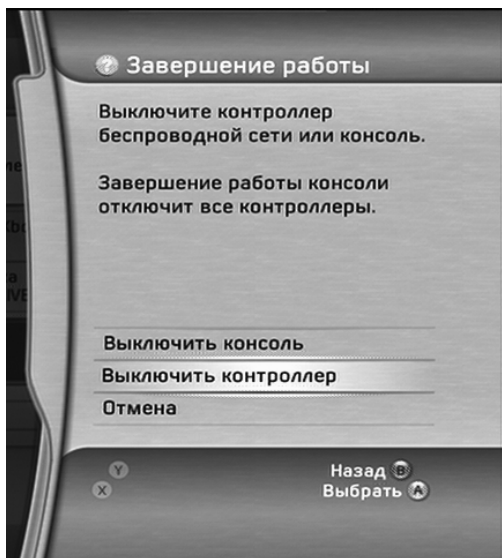 Завершение работы
Выключите контроллер
беспроводной сети или консоль.
Завершение работы консоли
отключит все контроллеры.
Выключить консоль
Выключить контроллер
Отмена
Y
Назад B
X
Выбрать A